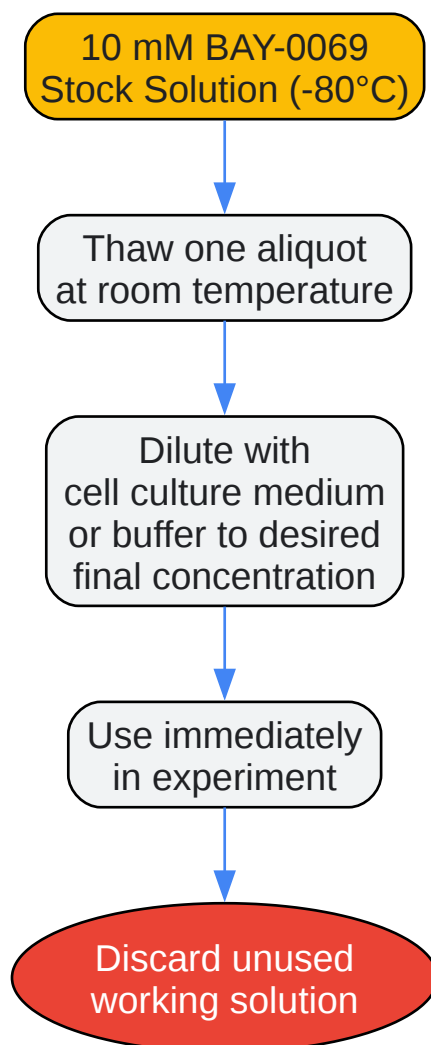 10 mM BAY-0069
Stock Solution (-80°C)
Thaw one aliquot
at room temperature
Dilute with
cell culture medium
or buffer to desired
final concentration
Use immediately
in experiment
Discard unused
working solution